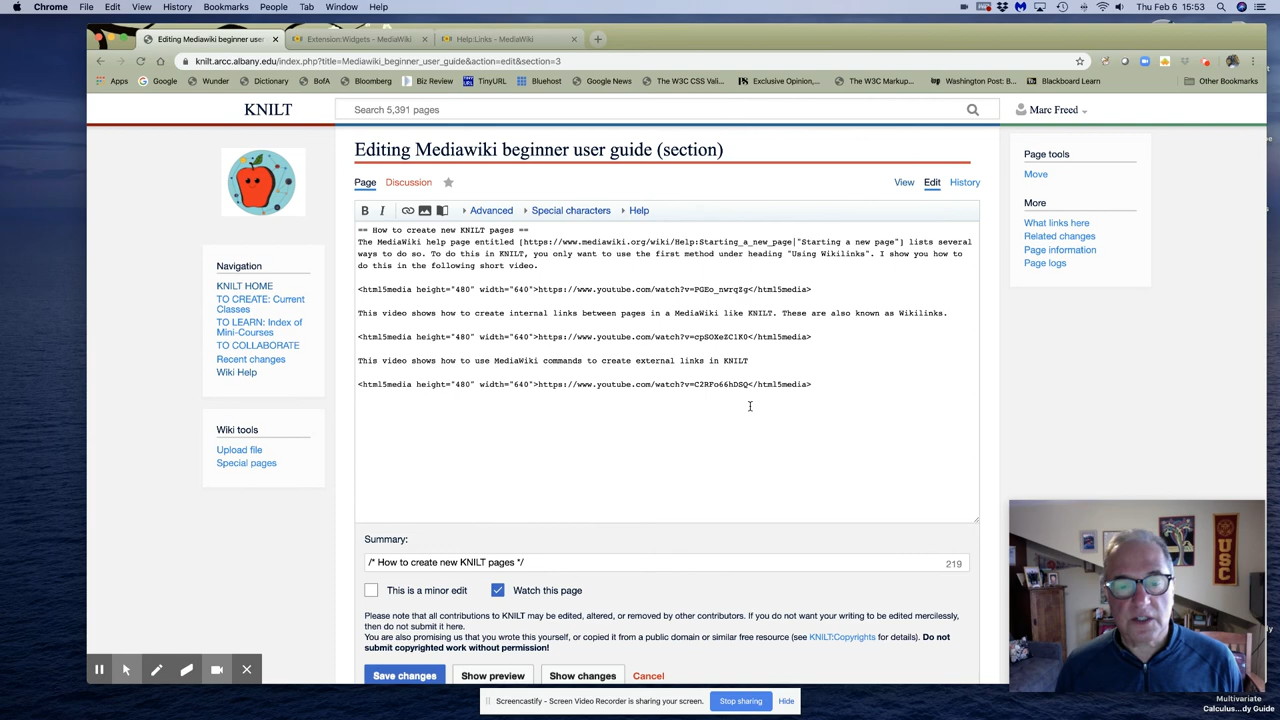 Chrome File Edit View History Bookmarks People Tab Window Help
Thu Feb 6 15:53
Editing Mediawiki beginner use
Extension:Widgets - MediaWiki
Help:Links - MediaWiki
knilt.arcc.albany.edu/index.php?title=Mediawiki_beginner_user_guide&action=edit&section=3
Apps Google Wunder Dictionary BofA Bloomberg Biz Review TinyURL Bluehost Google News The W3C CSS Vali... Exclusive Opinion,... The W3C Markup... Washington Post:... Blackboard Learn Other Bookmarks
KNILT
Search 5,391 pages
Marc Freed
Editing Mediawiki beginner user guide (section)
Page Discussion
View Edit History
B I Advanced Special characters Help
== How to create new KNILT pages ==
The MediaWiki help page entitled [https://www.mediawiki.org/wiki/Help:Starting_a_new_page|"Starting a new page"] lists several
ways to do so. To do this in KNILT, you only want to use the first method under heading "Using Wikilinks". I show you how to
do this in the following short video.
<html5media height="480" width="640">https://www.youtube.com/watch?v=PGEo_nwrqZg</html5media>
This video shows how to create internal links between pages in a MediaWiki like KNILT. These are also known as Wikilinks.
<html5media height="480" width="640">https://www.youtube.com/watch?v=cpSOXeZClK0</html5media>
This video shows how to use MediaWiki commands to create external links in KNILT
<html5media height="480" width="640">https://www.youtube.com/watch?v=C2RFo66hDSQ</html5media>
Navigation
KNILT HOME
TO CREATE: Current
Classes
TO LEARN: Index of
Mini-Courses
TO COLLABORATE
Recent changes
Wiki Help
Wiki tools
Upload file
Special pages
Page tools
Move
More
What links here
Related changes
Page information
Page logs
Summary:
/* How to create new KNILT pages */
219
This is a minor edit
Watch this page
Please note that all contributions to KNILT may be edited, altered, or removed by other contributors. If you do not want your writing to be edited mercilessly,
then do not submit it here.
You are also promising us that you wrote this yourself, or copied it from a public domain or similar free resource (see KNILT:Copyrights for details). Do not
submit copyrighted work without permission!
Save changes Show preview Show changes Cancel
USC
Screencastify - Screen Video Recorder is sharing your screen. Stop sharing Hide
Multivariate
Calculus...dy Guide